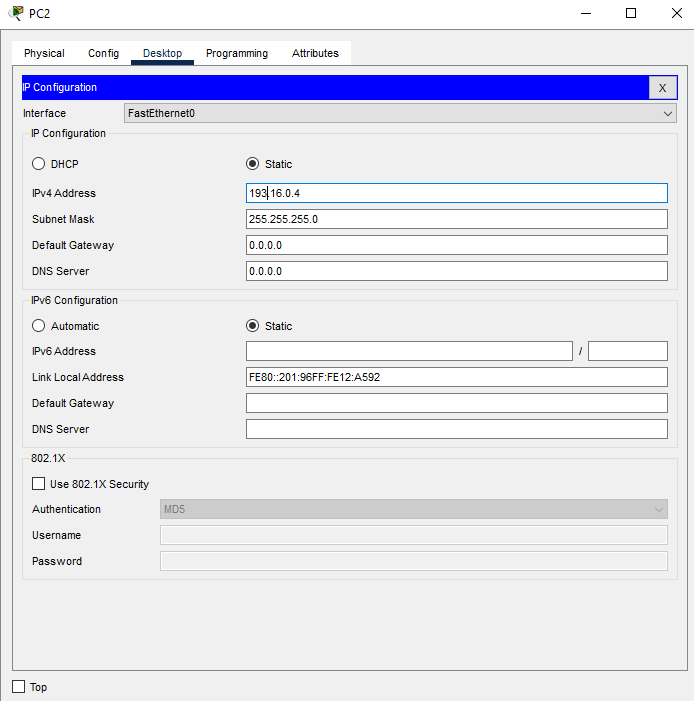 PC2
Physical Config Desktop Programming Attributes
IP Configuration X
Interface FastEthernet0
IP Configuration
DHCP Static
IPv4 Address 193.16.0.4
Subnet Mask 255.255.255.0
Default Gateway 0.0.0.0
DNS Server 0.0.0.0
IPv6 Configuration
Automatic Static
IPv6 Address /
Link Local Address FE80::201:96FF:FE12:A592
Default Gateway
DNS Server
802.1X
Use 802.1X Security
Authentication MD5
Username
Password
Top